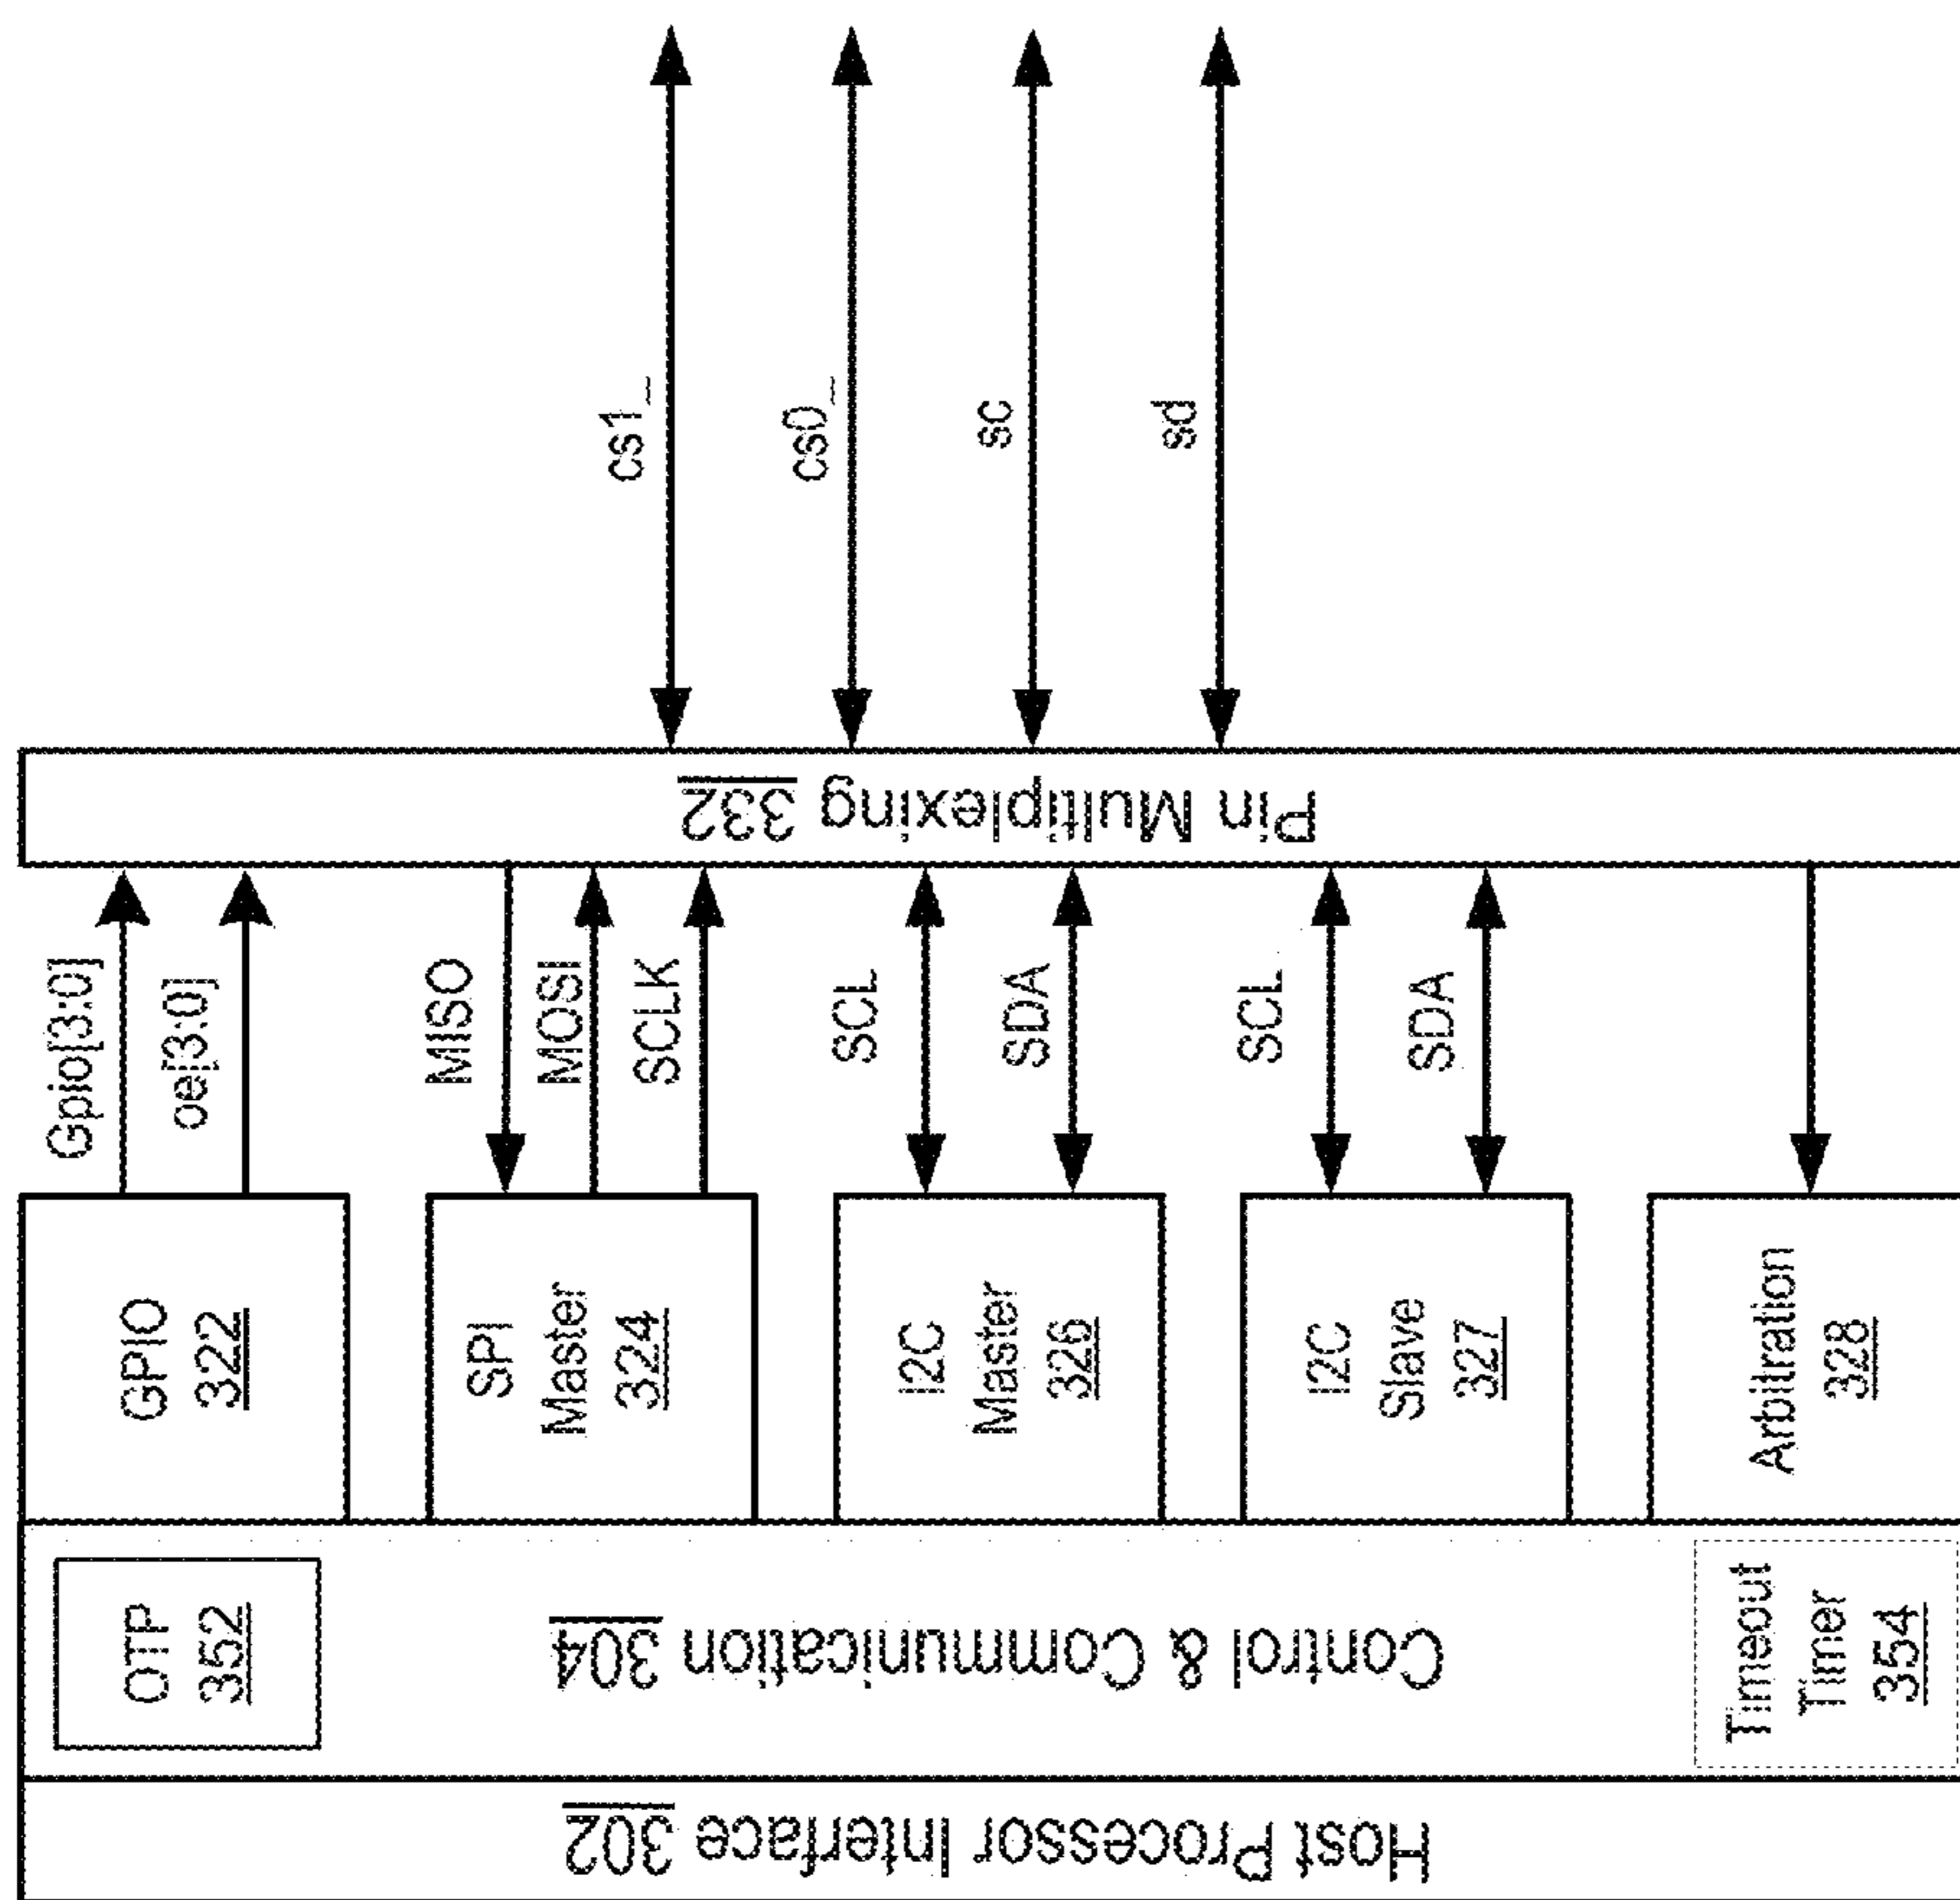 Host Processor Interface 302
Control & Communication 304
OTP
352
Timeout
Timer
354
GPIO
322
SPI
Master
324
I2C
Master
326
I2C
Slave
327
Arbitration
328
Gpio[3:0]
oe[3:0]
MISO
MOSI
SCLK
SCL
SDA
SCL
SDA
Pin Multiplexing 332
cs1_
cs0_
sc
sd